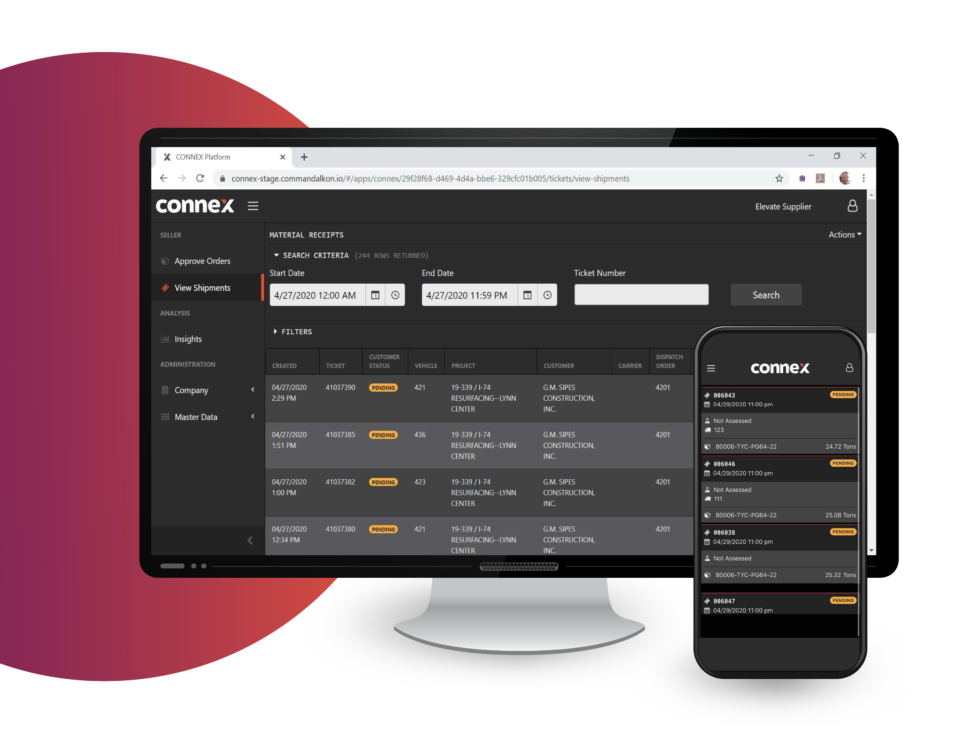 CONNEX Platform
connex-stage.commandalkon.io/#/apps/connex/29f28f68-d469-4d4a-bbe6-329cfc01b005/tickets/view-shipments
connex
Elevate Supplier
SELLER
Approve Orders
View Shipments
ANALYSIS
Insights
ADMINISTRATION
Company
Master Data
MATERIAL RECEIPTS
Actions
SEARCH CRITERIA (244 ROWS RETURNED)
Start Date End Date Ticket Number
4/27/2020 12:00 AM 4/27/2020 11:59 PM Search
FILTERS
CREATED TICKET CUSTOMER STATUS VEHICLE PROJECT CUSTOMER CARRIER DISPATCH ORDER
04/27/2020 41037390 PENDING 421 19-339 / I-74 G.M. SIPES 4201
2:29 PM RESURFACING--LYNN CONSTRUCTION,
CENTER INC.
04/27/2020 41037385 PENDING 436 19-339 / I-74 G.M. SIPES 4201
1:51 PM RESURFACING--LYNN CONSTRUCTION,
CENTER INC.
04/27/2020 41037382 PENDING 423 19-339 / I-74 G.M. SIPES 4201
1:00 PM RESURFACING--LYNN CONSTRUCTION,
CENTER INC.
04/27/2020 41037380 PENDING 421 19-339 / I-74 G.M. SIPES 4201
12:34 PM RESURFACING--LYNN CONSTRUCTION,
CENTER INC.
connex
006043 PENDING
04/29/2020 11:00 pm
Not Assessed
123
80006-TYC-PG64-22 24.72 Tons
006046 PENDING
04/29/2020 11:00 pm
Not Assessed
111
80006-TYC-PG64-22 25.08 Tons
006038 PENDING
04/29/2020 11:00 pm
Not Assessed
80006-TYC-PG64-22 25.32 Tons
006047 PENDING
04/29/2020 11:00 pm